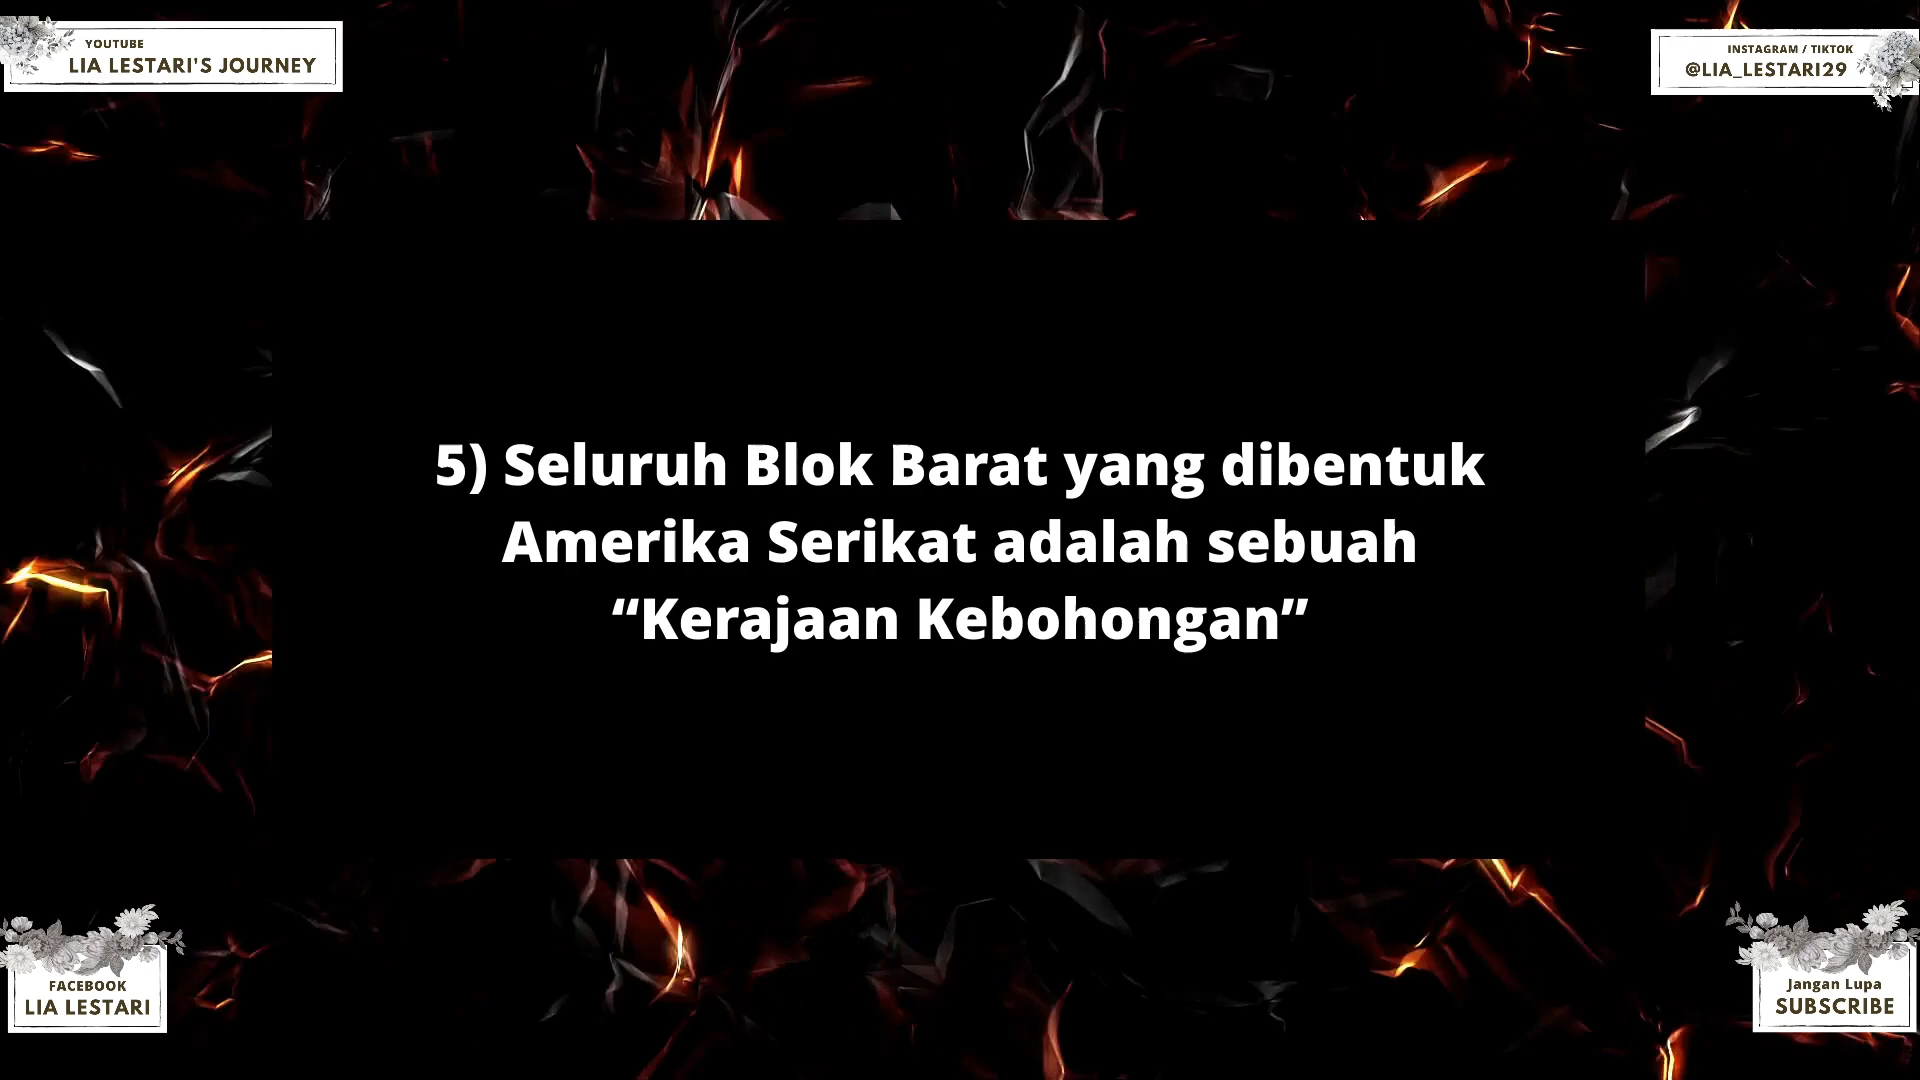 YOUTUBE
LIA LESTARI'S JOURNEY
INSTAGRAM / TIKTOK
@LIA_LESTARI29
5) Seluruh Blok Barat yang dibentuk
Amerika Serikat adalah sebuah
“Kerajaan Kebohongan”
FACEBOOK
LIA LESTARI
Jangan Lupa
SUBSCRIBE